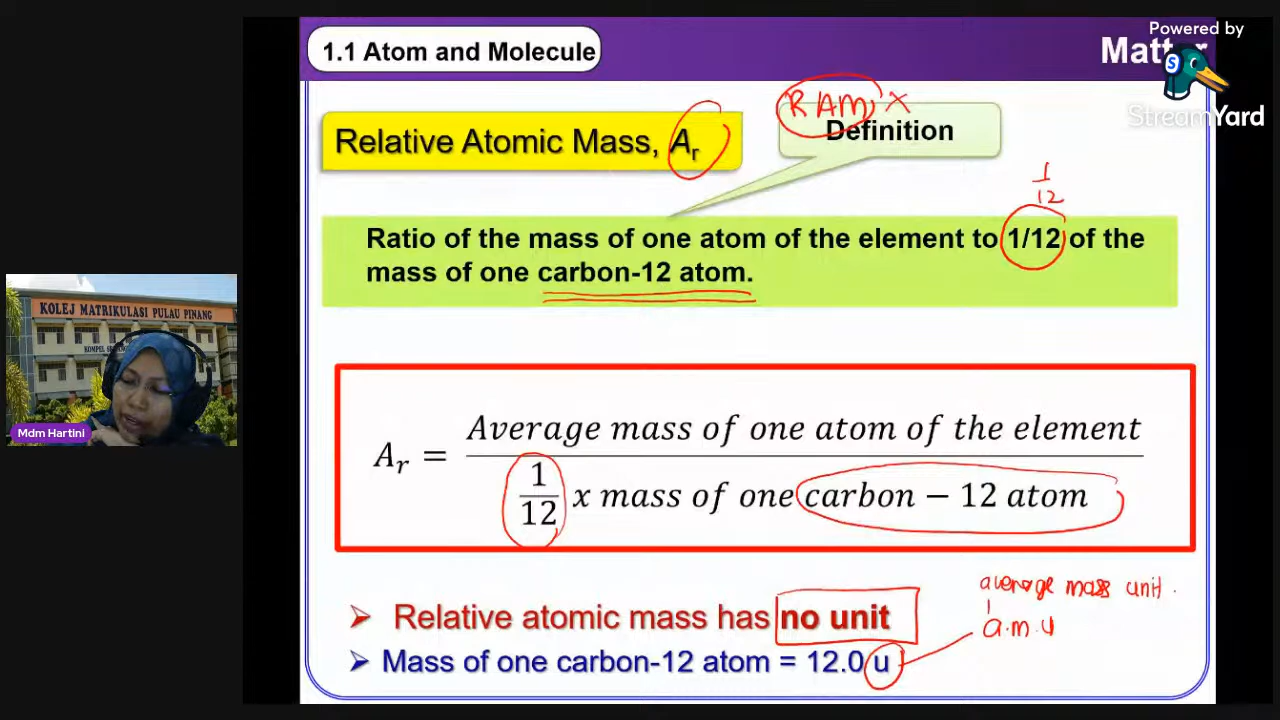 1.1 Atom and Molecule
Matter
Powered by
StreamYard
S
RAM x
Relative Atomic Mass, Ar
Definition
1
12
Ratio of the mass of one atom of the element to 1/12 of the
mass of one carbon-12 atom.
KOLEJ MATRIKULASI PULAU PINANG
Mdm Hartini
Ar = Average mass of one atom of the element
1
12 x mass of one carbon − 12 atom
average mass unit.
➢ Relative atomic mass has no unit
a.m.u
➢ Mass of one carbon-12 atom = 12.0 u